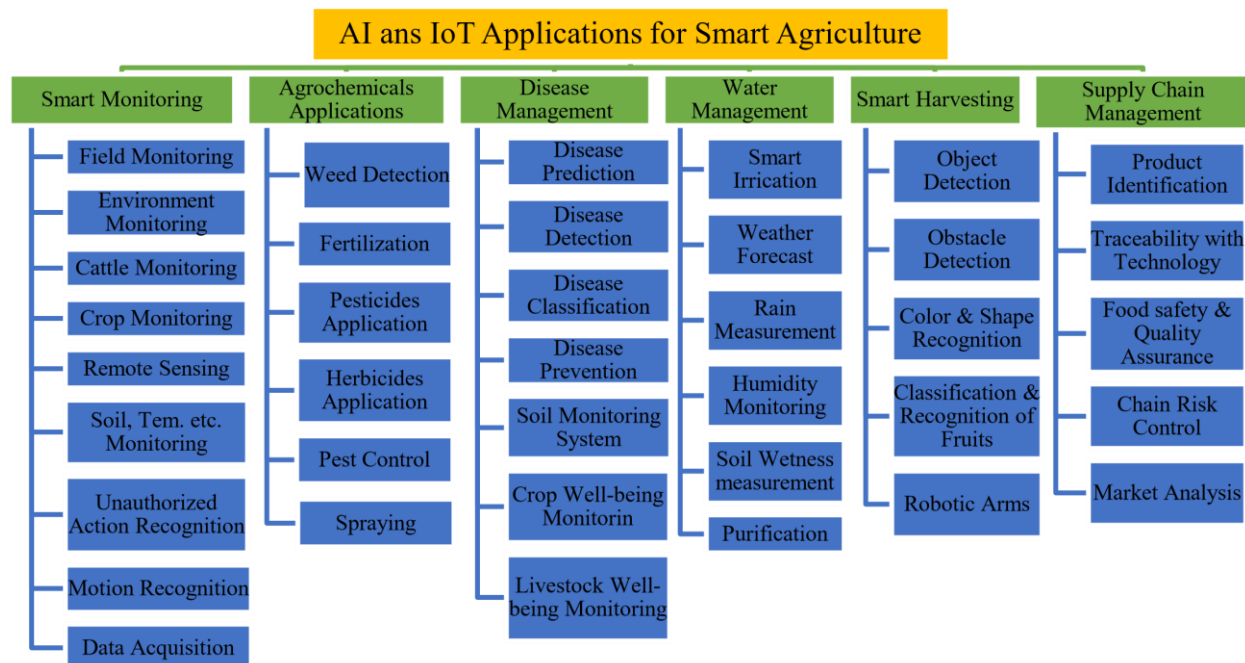 AI ans IoT Applications for Smart Agriculture
Smart Monitoring
Field Monitoring
Environment
Monitoring
Cattle Monitoring
Crop Monitoring
Remote Sensing
Soil, Tem. etc.
Monitoring
Unauthorized
Action Recognition
Motion Recognition
Data Acquisition
Agrochemicals
Applications
Weed Detection
Fertilization
Pesticides
Application
Herbicides
Application
Pest Control
Spraying
Disease
Management
Disease
Prediction
Disease
Detection
Disease
Classification
Disease
Prevention
Soil Monitoring
System
Crop Well-being
Monitorin
Livestock Well-
being Monitoring
Water
Management
Smart
Irrication
Weather
Forecast
Rain
Measurement
Humidity
Monitoring
Soil Wetness
measurement
Purification
Smart Harvesting
Object
Detection
Obstacle
Detection
Color & Shape
Recognition
Classification &
Recognition of
Fruits
Robotic Arms
Supply Chain
Management
Product
Identification
Traceability with
Technology
Food safety &
Quality
Assurance
Chain Risk
Control
Market Analysis